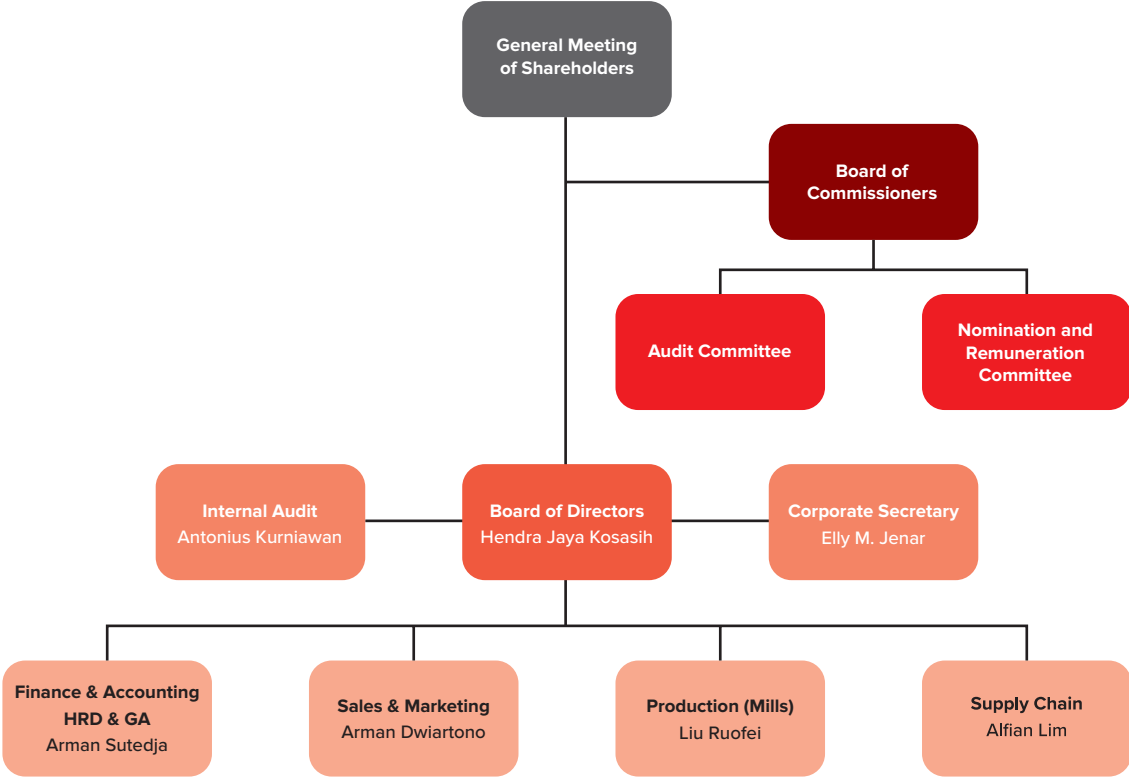 General Meeting
of Shareholders
Board of
Commissioners
Audit Committee
Nomination and
Remuneration
Committee
Internal Audit
Antonius Kurniawan
Board of Directors
Hendra Jaya Kosasih
Corporate Secretary
Elly M. Jenar
Finance & Accounting
HRD & GA
Arman Sutedja
Sales & Marketing
Arman Dwiartono
Production (Mills)
Liu Ruofei
Supply Chain
Alfian Lim